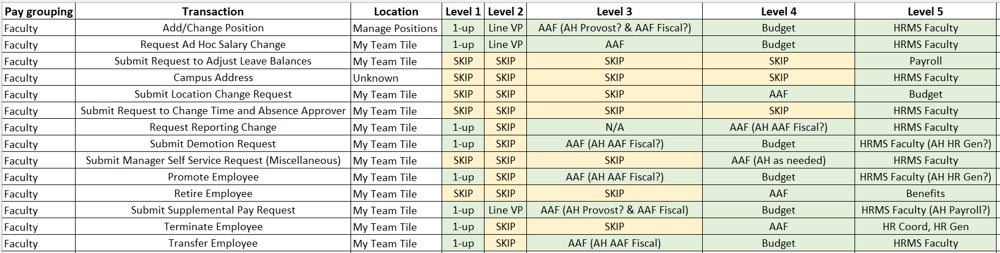 Pay grouping Transaction Location Level 1 Level 2 Level 3 Level 4 Level 5
Faculty Add/Change Position Manage Positions 1-up Line VP AAF (AH Provost? & AAF Fiscal?) Budget HRMS Faculty
Faculty Request Ad Hoc Salary Change My Team Tile 1-up Line VP AAF Budget HRMS Faculty
Faculty Submit Request to Adjust Leave Balances My Team Tile SKIP SKIP SKIP SKIP Payroll
Faculty Campus Address Unknown SKIP SKIP SKIP SKIP HRMS Faculty
Faculty Submit Location Change Request My Team Tile SKIP SKIP SKIP AAF Budget
Faculty Submit Request to Change Time and Absence Approver My Team Tile SKIP SKIP SKIP SKIP HRMS Faculty
Faculty Request Reporting Change My Team Tile 1-up SKIP N/A AAF (AH AAF Fiscal?) HRMS Faculty
Faculty Submit Demotion Request My Team Tile 1-up SKIP AAF (AH AAF Fiscal?) Budget HRMS Faculty (AH HR Gen?)
Faculty Submit Manager Self Service Request (Miscellaneous) My Team Tile SKIP SKIP SKIP AAF (AH as needed) HRMS Faculty
Faculty Promote Employee My Team Tile 1-up SKIP AAF (AH AAF Fiscal?) Budget HRMS Faculty (AH HR Gen?)
Faculty Retire Employee My Team Tile SKIP SKIP SKIP AAF Benefits
Faculty Submit Supplemental Pay Request My Team Tile 1-up Line VP AAF (AH Provost? & AAF Fiscal) Budget HRMS Faculty (AH Payroll?)
Faculty Terminate Employee My Team Tile 1-up SKIP SKIP AAF HR Coord, HR Gen
Faculty Transfer Employee My Team Tile 1-up SKIP AAF (AH AAF Fiscal) Budget HRMS Faculty